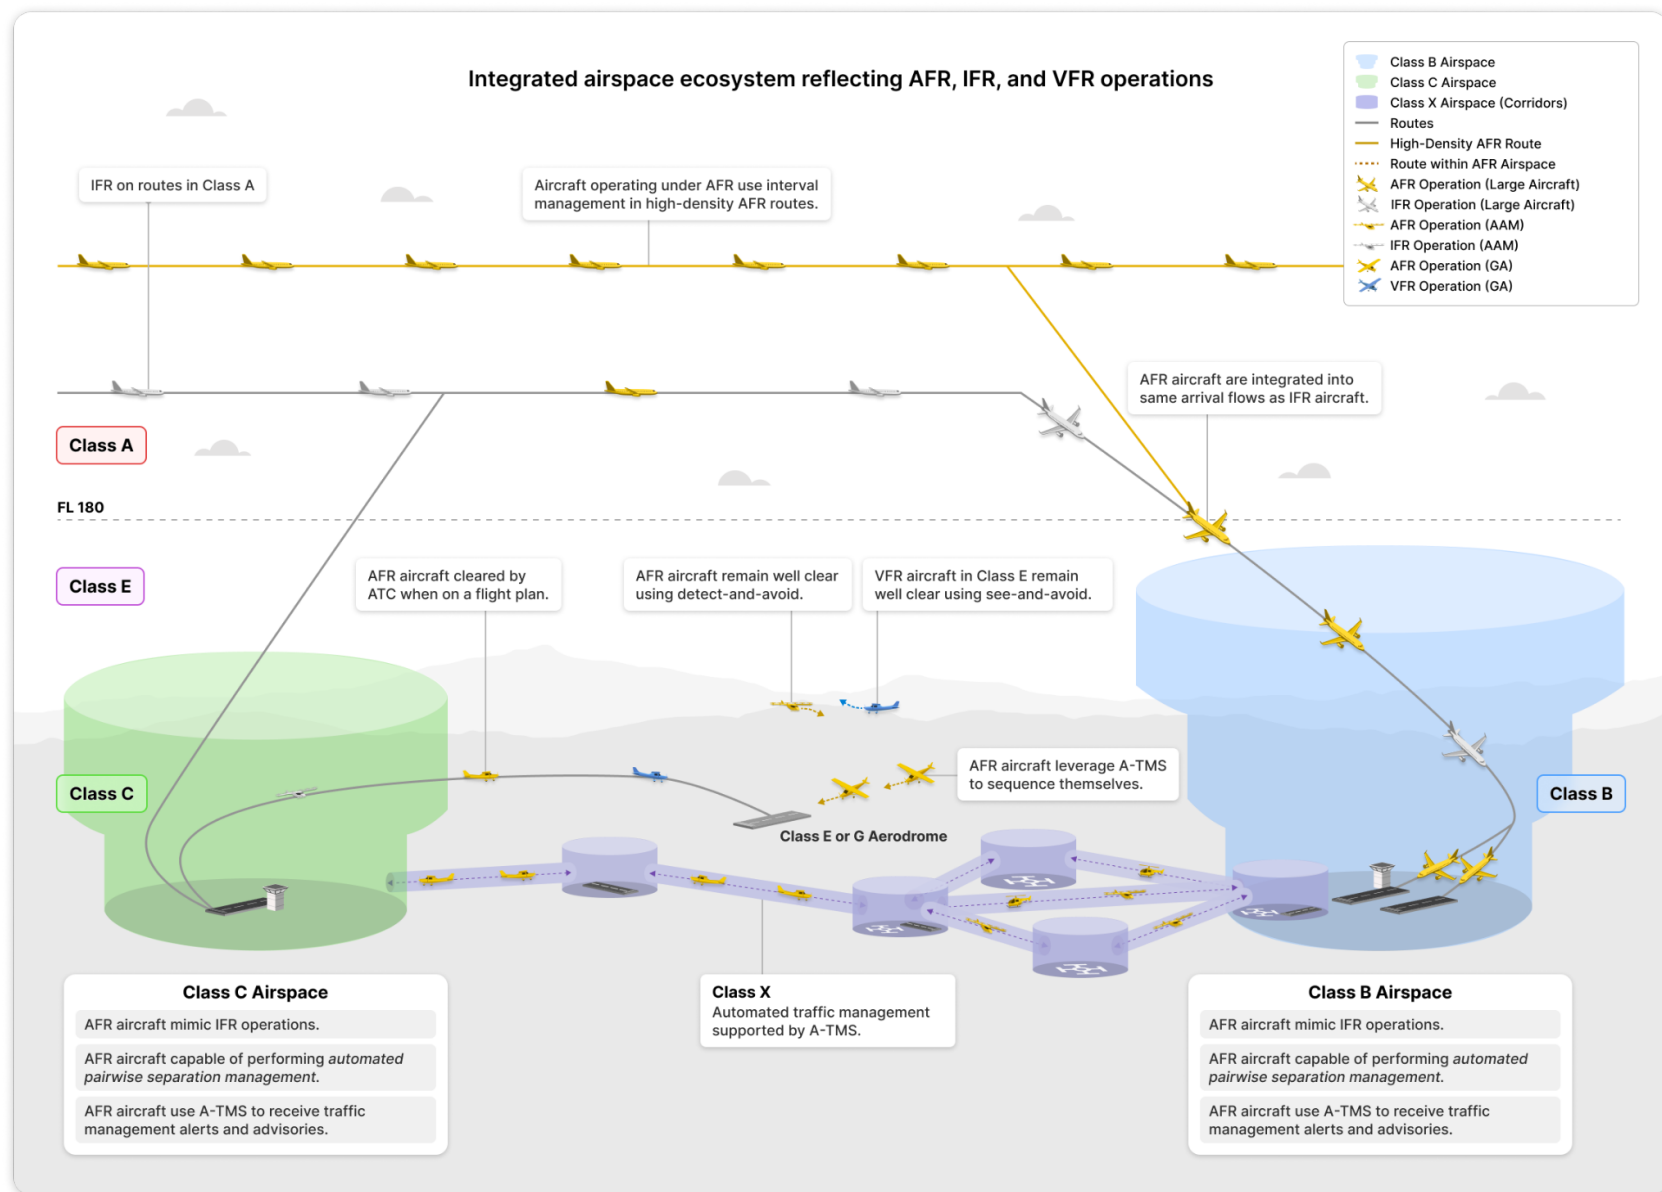 Integrated airspace ecosystem reflecting AFR, IFR, and VFR operations
Class B Airspace
Class C Airspace
Class X Airspace (Corridors)
Routes
High-Density AFR Route
Route within AFR Airspace
AFR Operation (Large Aircraft)
IFR Operation (Large Aircraft)
AFR Operation (AAM)
IFR Operation (AAM)
AFR Operation (GA)
VFR Operation (GA)
IFR on routes in Class A
Aircraft operating under AFR use interval
management in high-density AFR routes.
AFR aircraft are integrated into
same arrival flows as IFR aircraft.
Class A
FL 180
Class E
AFR aircraft cleared by
ATC when on a flight plan.
AFR aircraft remain well clear
using detect-and-avoid.
VFR aircraft in Class E remain
well clear using see-and-avoid.
AFR aircraft leverage A-TMS
to sequence themselves.
Class C
Class B
Class E or G Aerodrome
Class C Airspace
AFR aircraft mimic IFR operations.
AFR aircraft capable of performing automated
pairwise separation management.
AFR aircraft use A-TMS to receive traffic
management alerts and advisories.
Class X
Automated traffic management
supported by A-TMS.
Class B Airspace
AFR aircraft mimic IFR operations.
AFR aircraft capable of performing automated
pairwise separation management.
AFR aircraft use A-TMS to receive traffic
management alerts and advisories.